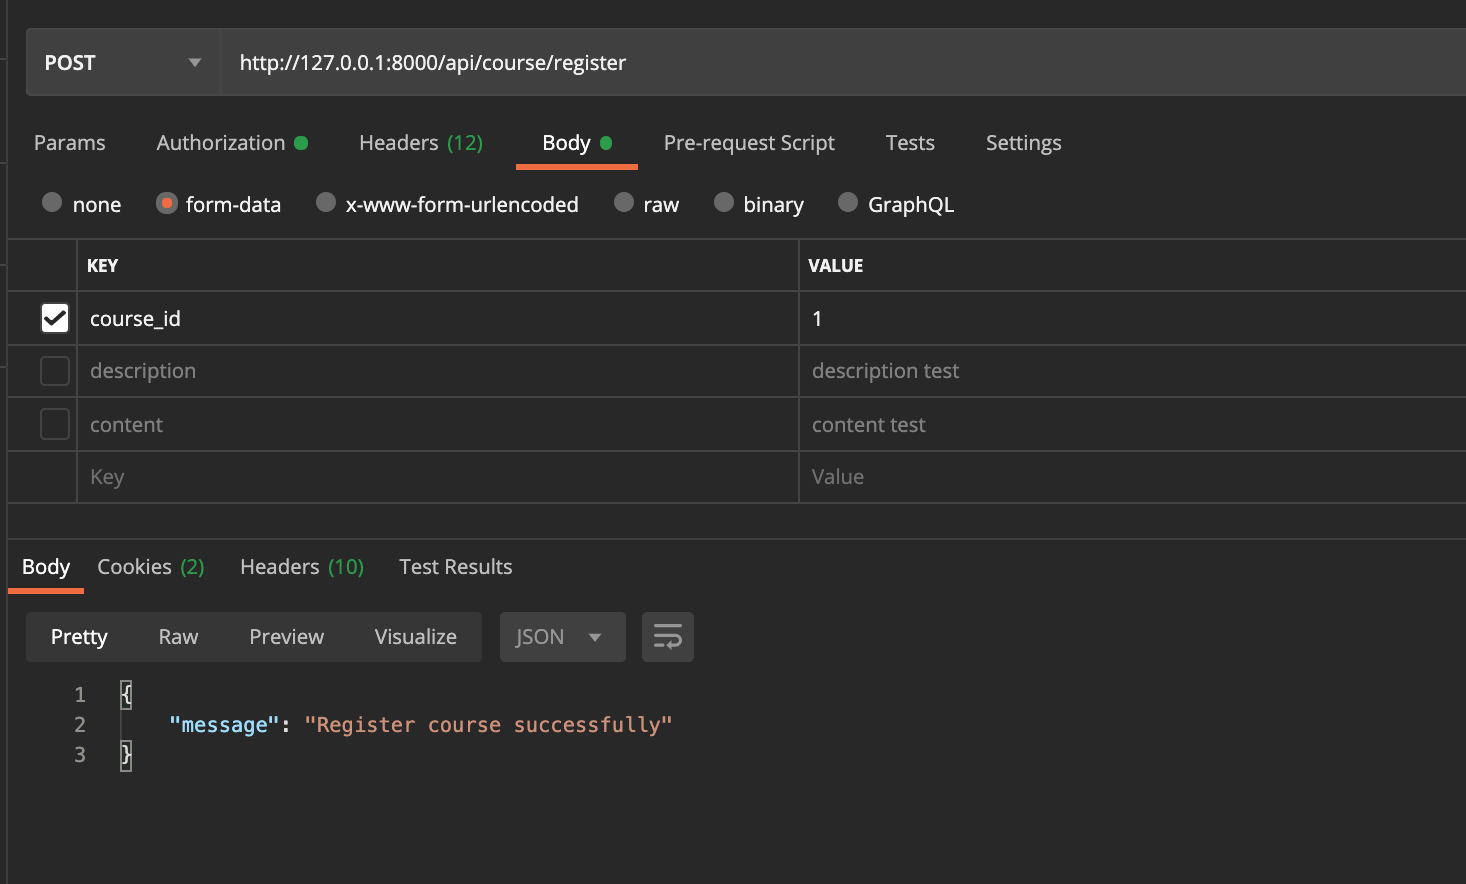 POST http://127.0.0.1:8000/api/course/register
Params Authorization Headers (12) Body Pre-request Script Tests Settings
none form-data x-www-form-urlencoded raw binary GraphQL
KEY VALUE
course_id 1
description description test
content content test
Key Value
Body Cookies (2) Headers (10) Test Results
Pretty Raw Preview Visualize JSON
1 {
2 "message": "Register course successfully"
3 }